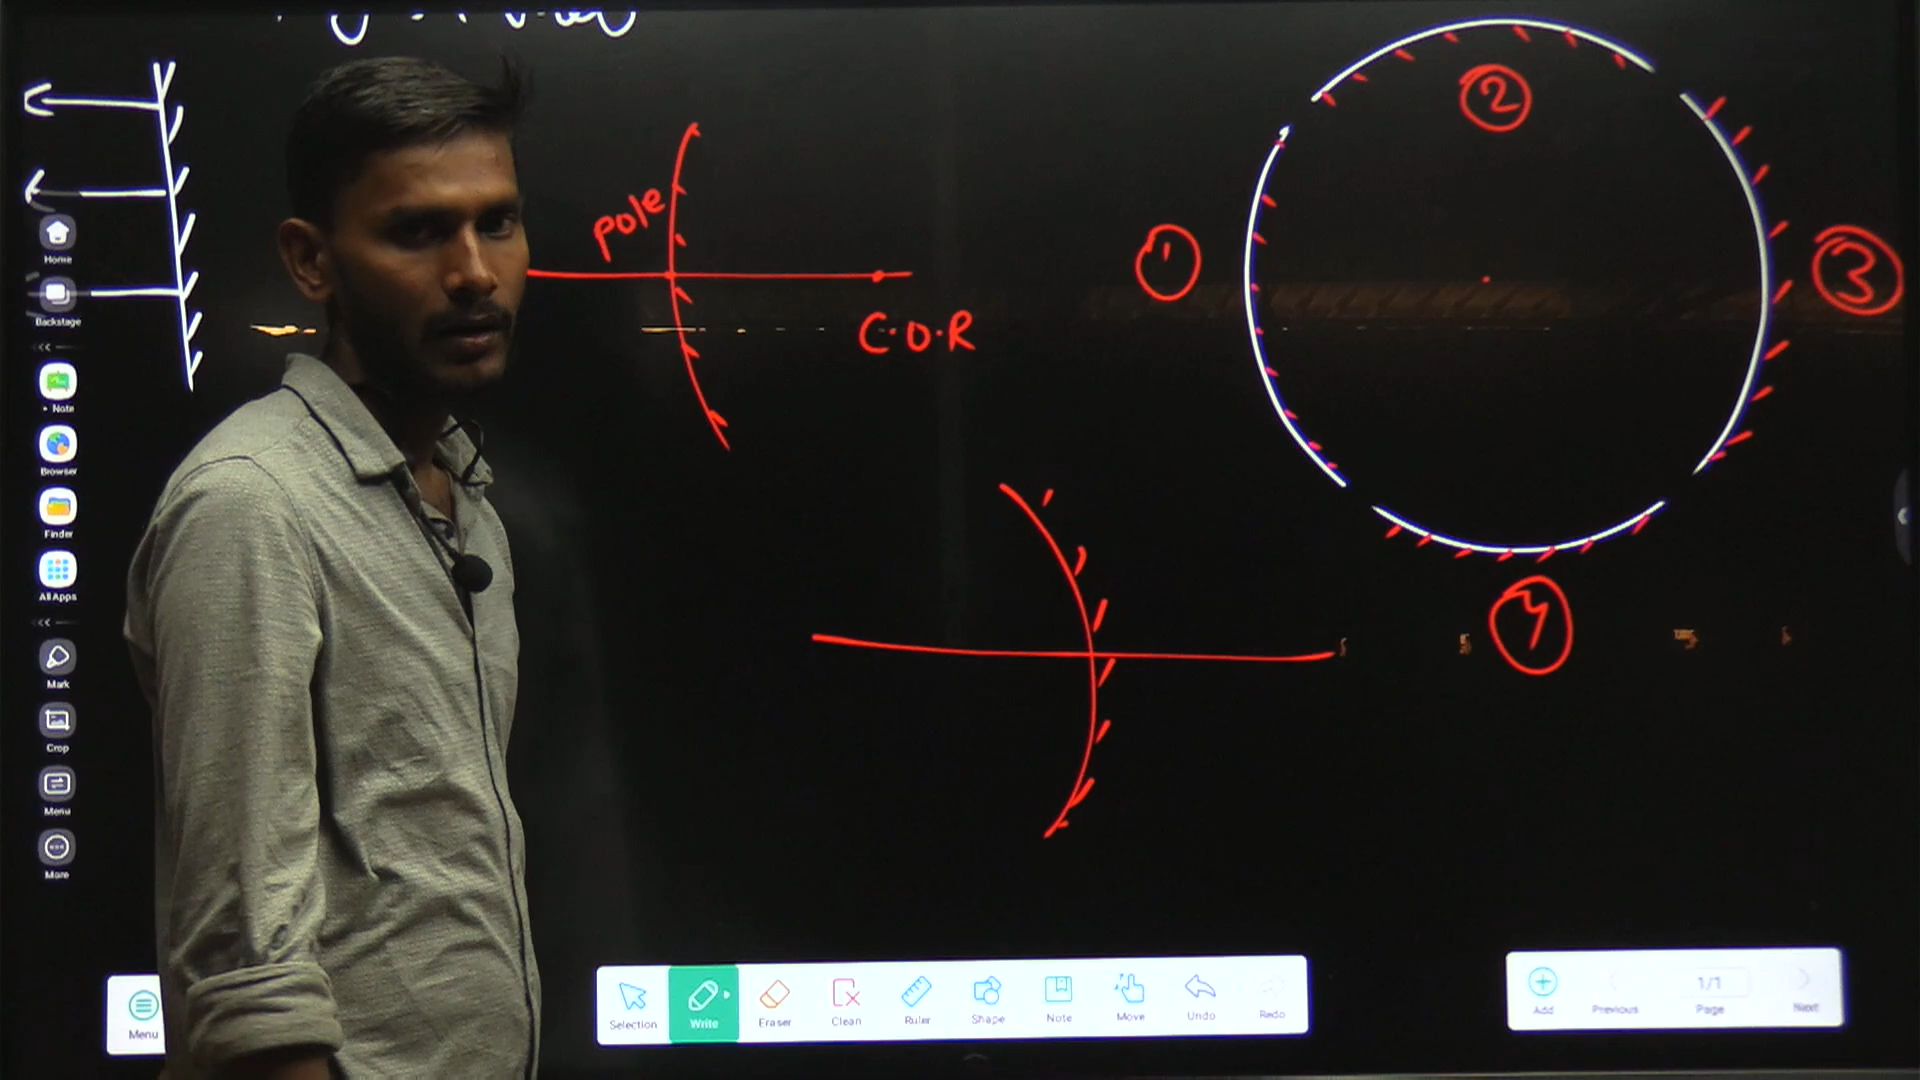 pole
C.O.R
1
2
3
4
Home
Backstage
Note
Browser
Finder
All Apps
Mark
Crop
Menu
More
Menu
Selection
Write
Eraser
Clean
Ruler
Shape
Note
Move
Undo
Redo
Add
Previous
1/1
Page
Next